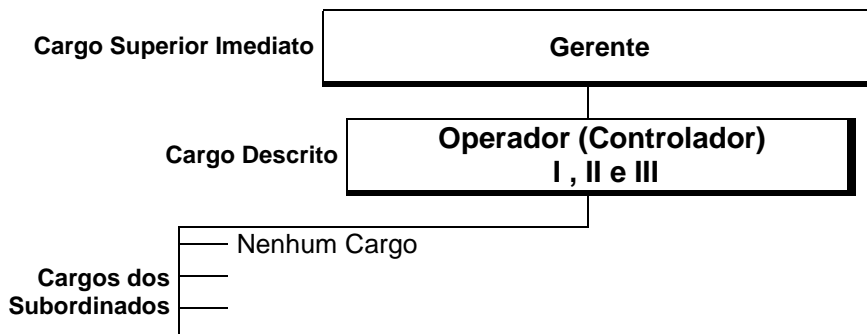 Cargo Superior Imediato
Gerente
Cargo Descrito
Operador (Controlador)
I , II e III
Nenhum Cargo
Cargos dos
Subordinados